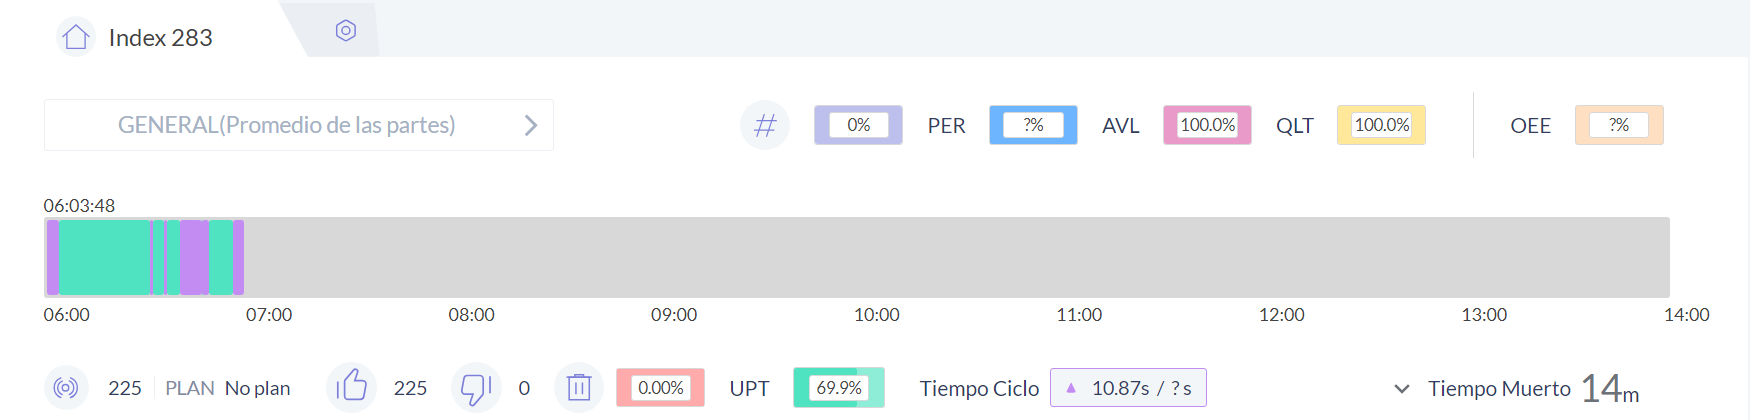 Index 283
GENERAL(Promedio de las partes)
# 0% PER ?% AVL 100.0% QLT 100.0% OEE ?%
06:03:48
06:00 07:00 08:00 09:00 10:00 11:00 12:00 13:00 14:00
225 PLAN No plan 225 0 0.00% UPT 69.9% Tiempo Ciclo 10.87s / ? s Tiempo Muerto 14m